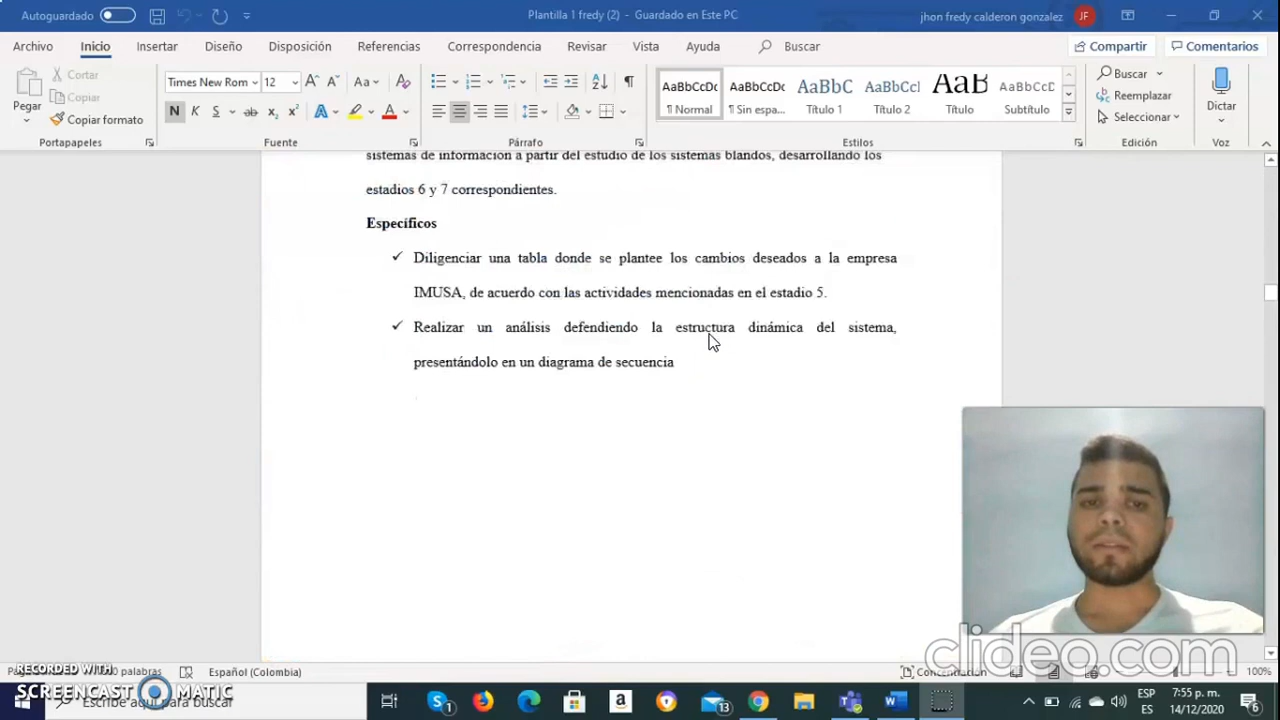 Autoguardado
Plantilla 1 fredy (2) - Guardado en Este PC
jhon fredy calderon gonzalez JF
Archivo Inicio Insertar Diseño Disposición Referencias Correspondencia Revisar Vista Ayuda Buscar Compartir Comentarios
Pegar
Cortar
Copiar
Copiar formato
Portapapeles
Times New Rom 12
Fuente
Párrafo
AaBbCcDc AaBbCcDc AaBbC AaBbCcI AaB AaBbCcD
¶ Normal ¶ Sin espa... Título 1 Título 2 Título Subtítulo
Estilos
Buscar
Reemplazar
Seleccionar
Edición
Dictar
Voz
sistemas de información a partir del estudio de los sistemas blandos, desarrollando los
estadios 6 y 7 correspondientes.
Específicos
✓ Diligenciar una tabla donde se plantee los cambios deseados a la empresa
IMUSA, de acuerdo con las actividades mencionadas en el estadio 5.
✓ Realizar un análisis defendiendo la estructura dinámica del sistema,
presentándolo en un diagrama de secuencia
clideo.com
palabras Español (Colombia) Concentración 100%
RECORDED WITH
SCREENCAST MATIC
Escribe aquí para buscar
1
13
ESP
ES
7:55 p. m.
14/12/2020
6